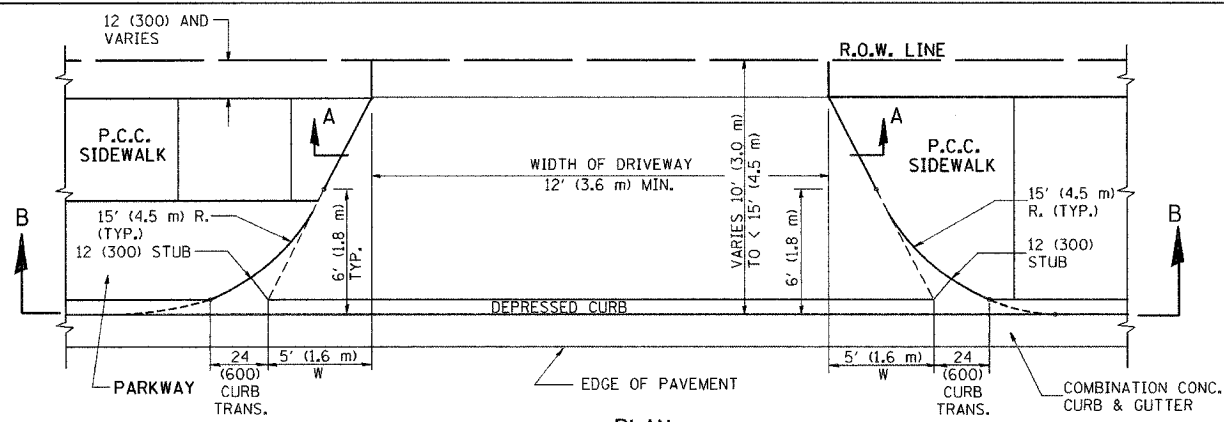 12 (300) AND
VARIES
R.O.W. LINE
A
A
P.C.C.
SIDEWALK
P.C.C.
SIDEWALK
WIDTH OF DRIVEWAY
12' (3.6 m) MIN.
VARIES 10' (3.0 m)
TO < 15' (4.5 m)
B
B
15' (4.5 m) R.
(TYP.)
12 (300) STUB
6' (1.8 m)
TYP.
6' (1.8 m)
15' (4.5 m)
R. (TYP.)
12 (300)
STUB
DEPRESSED CURB
24
(600)
CURB
TRANS.
5' (1.6 m)
W
5' (1.6 m)
W
24
(600)
CURB
TRANS.
PARKWAY
EDGE OF PAVEMENT
COMBINATION CONC.
CURB & GUTTER